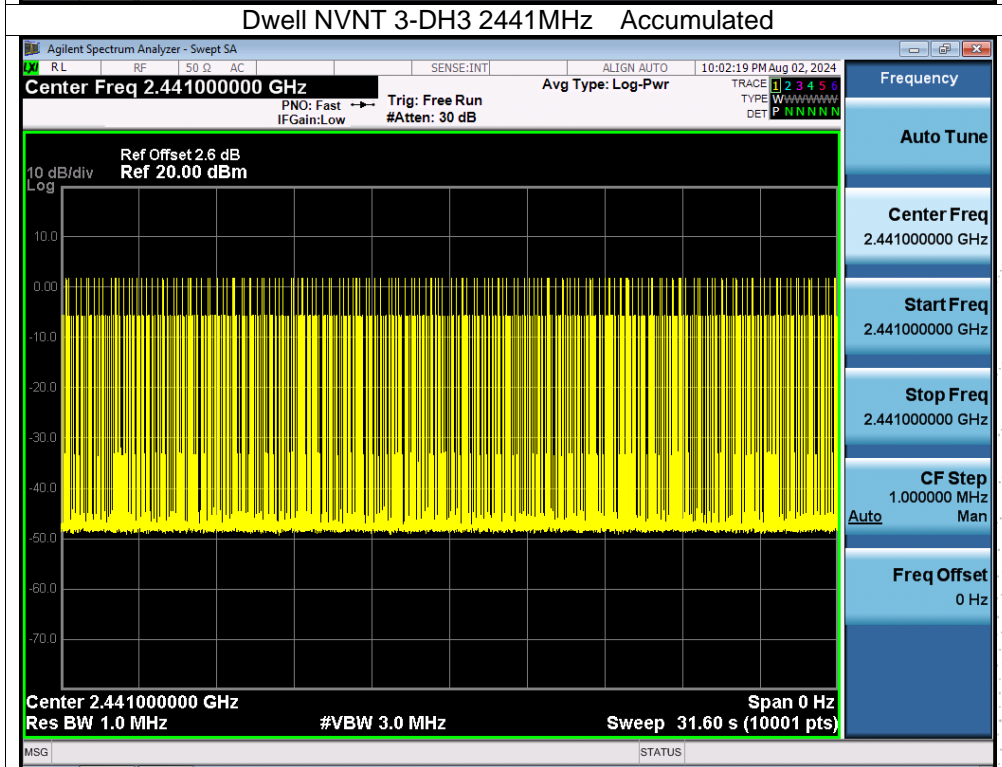 Dwell NVNT 3-DH3 2441MHz Accumulated
Agilent Spectrum Analyzer - Swept SA
LXI RL RF 50 Ω AC SENSE:INT ALIGN AUTO 10:02:19 PM Aug 02, 2024
Center Freq 2.441000000 GHz Avg Type: Log-Pwr TRACE 1 2 3 4 5 6
PNO: Fast Trig: Free Run TYPE WWWWWW
IFGain:Low #Atten: 30 dB DET P N N N N N
Frequency
Auto Tune
Center Freq
2.441000000 GHz
Start Freq
2.441000000 GHz
Stop Freq
2.441000000 GHz
CF Step
1.000000 MHz
Auto Man
Freq Offset
0 Hz
Ref Offset 2.6 dB
10 dB/div Ref 20.00 dBm
Log
10.0
0.00
-10.0
-20.0
-30.0
-40.0
-50.0
-60.0
-70.0
Center 2.441000000 GHz Span 0 Hz
Res BW 1.0 MHz #VBW 3.0 MHz Sweep 31.60 s (10001 pts)
MSG STATUS